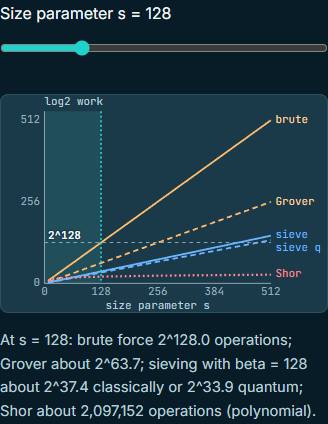 Size parameter s = 128
log2 work
512
brute
256
Grover
2^128
sieve
sieve q
Shor
0
0 128 256 384 512
size parameter s
At s = 128: brute force 2^128.0 operations;
Grover about 2^63.7; sieving with beta = 128
about 2^37.4 classically or 2^33.9 quantum;
Shor about 2,097,152 operations (polynomial).